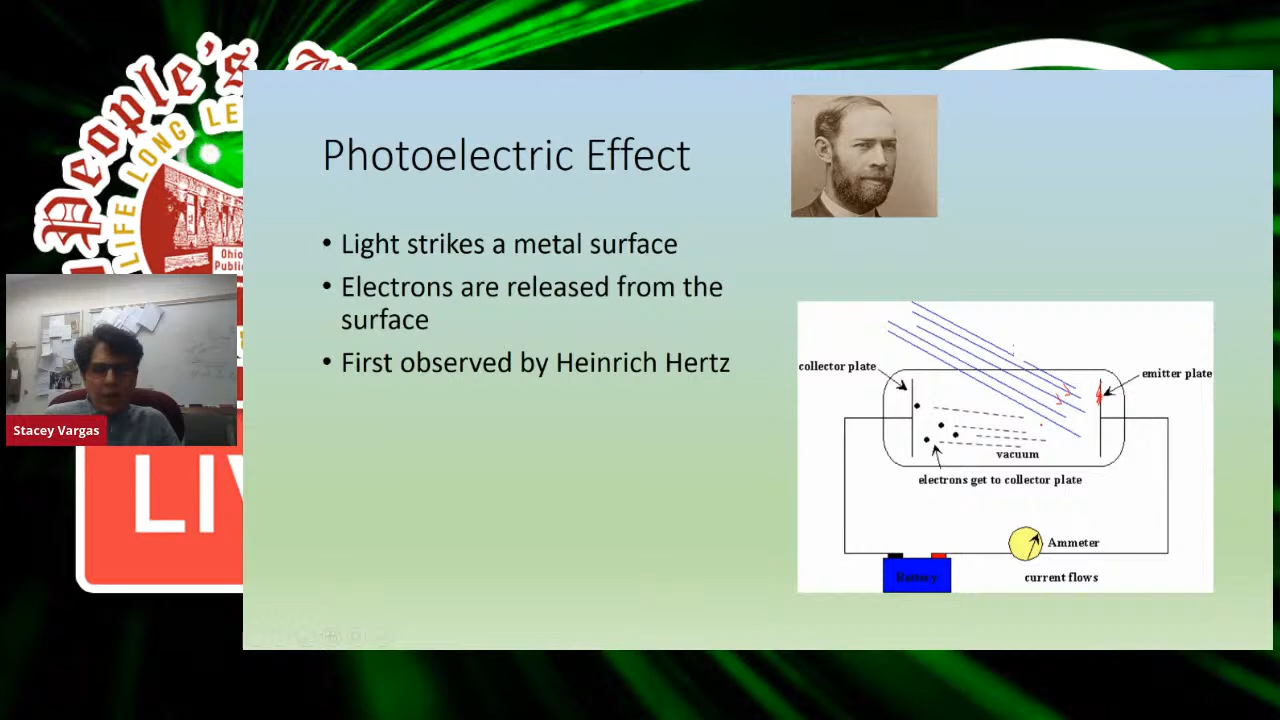 People's
LIFE LONG LE
Ohio
Public
Photoelectric Effect
• Light strikes a metal surface
• Electrons are released from the
surface
• First observed by Heinrich Hertz
collector plate
emitter plate
vacuum
electrons get to collector plate
Ammeter
Battery
current flows
Stacey Vargas
LIV